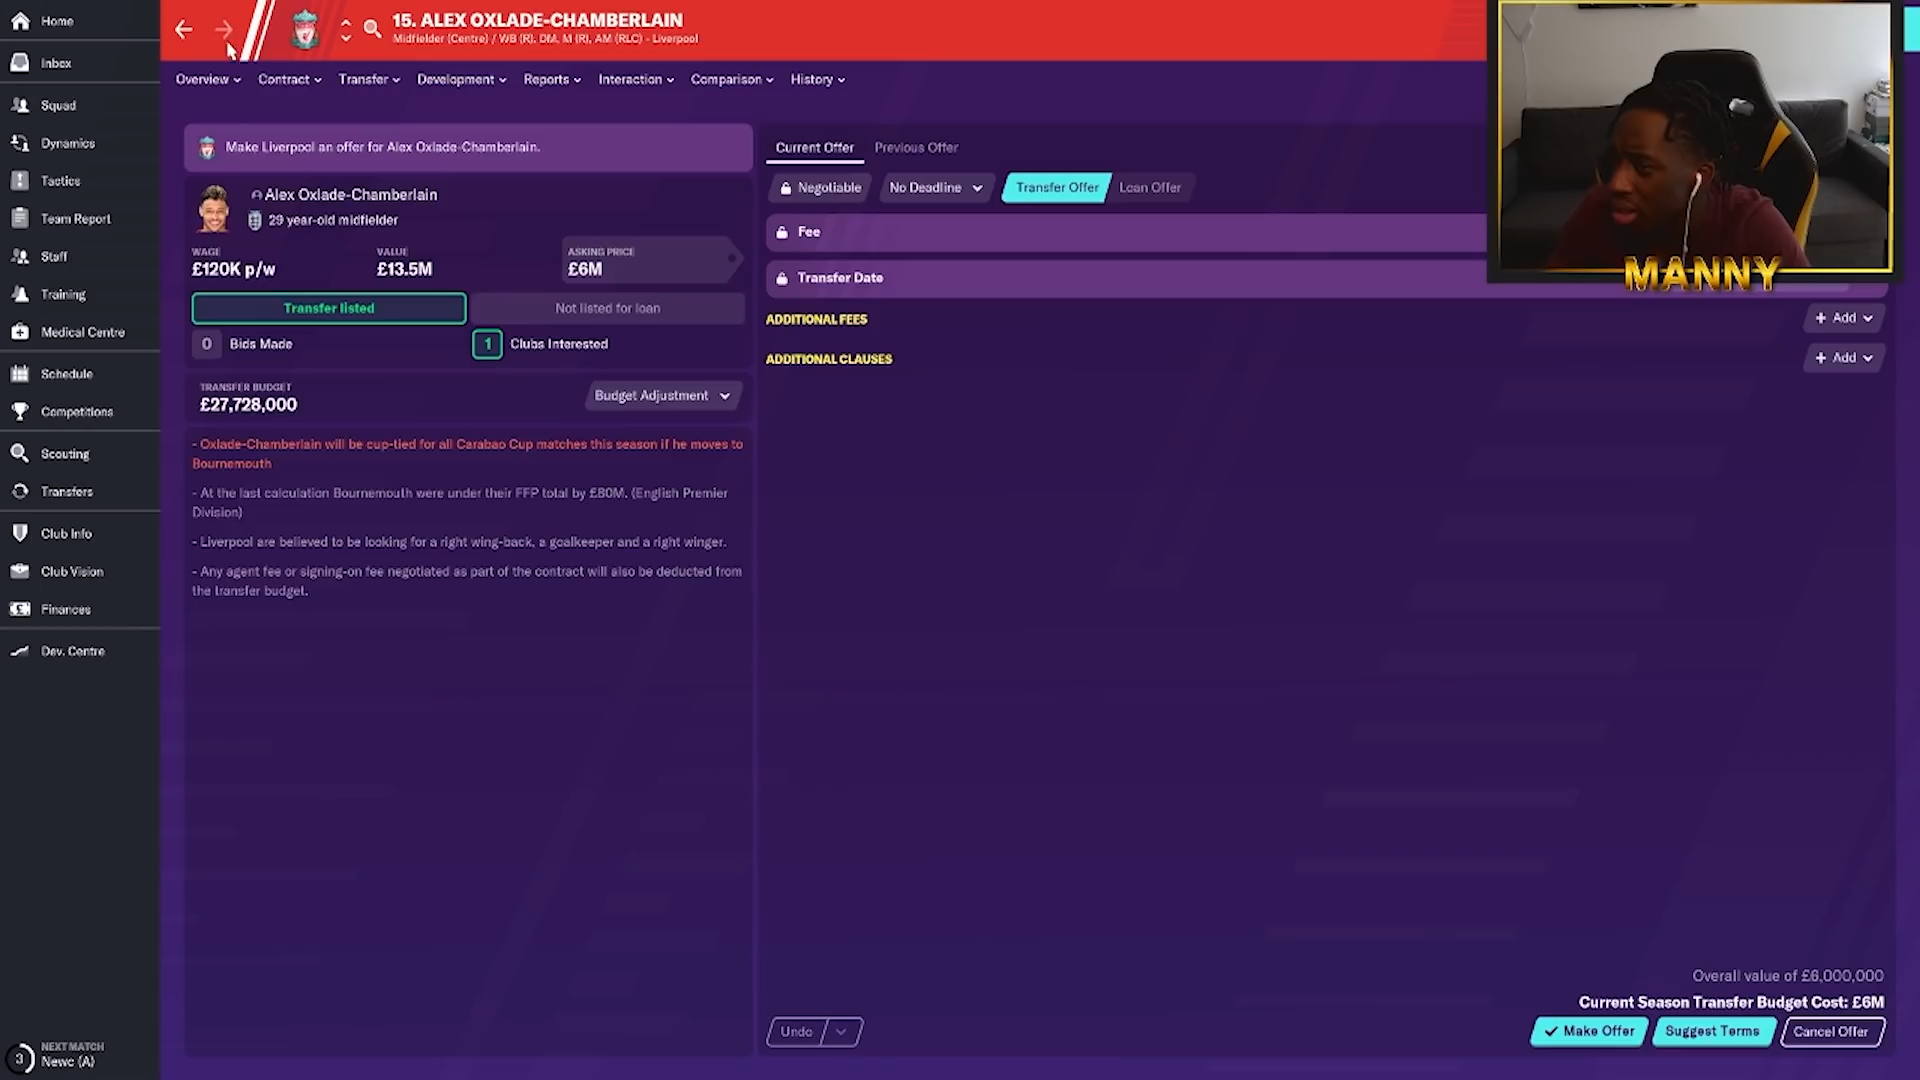 Home
Inbox
Squad
Dynamics
Tactics
Team Report
Staff
Training
Medical Centre
Schedule
Competitions
Scouting
Transfers
Club Info
Club Vision
Finances
Dev. Centre
3 NEXT MATCH
Newc (A)
15. ALEX OXLADE-CHAMBERLAIN
Midfielder (Centre) / WB (R), DM, M (R), AM (RLC) - Liverpool
Overview Contract Transfer Development Reports Interaction Comparison History
Make Liverpool an offer for Alex Oxlade-Chamberlain.
Alex Oxlade-Chamberlain
29 year-old midfielder
WAGE VALUE ASKING PRICE
£120K p/w £13.5M £6M
Transfer listed Not listed for loan
0 Bids Made 1 Clubs Interested
TRANSFER BUDGET
£27,728,000
Budget Adjustment
- Oxlade-Chamberlain will be cup-tied for all Carabao Cup matches this season if he moves to
Bournemouth
- At the last calculation Bournemouth were under their FFP total by £80M. (English Premier
Division)
- Liverpool are believed to be looking for a right wing-back, a goalkeeper and a right winger.
- Any agent fee or signing-on fee negotiated as part of the contract will also be deducted from
the transfer budget.
Current Offer Previous Offer
Negotiable No Deadline Transfer Offer Loan Offer
Fee
Transfer Date
ADDITIONAL FEES + Add
ADDITIONAL CLAUSES + Add
MANNY
Overall value of £6,000,000
Current Season Transfer Budget Cost: £6M
Undo Make Offer Suggest Terms Cancel Offer